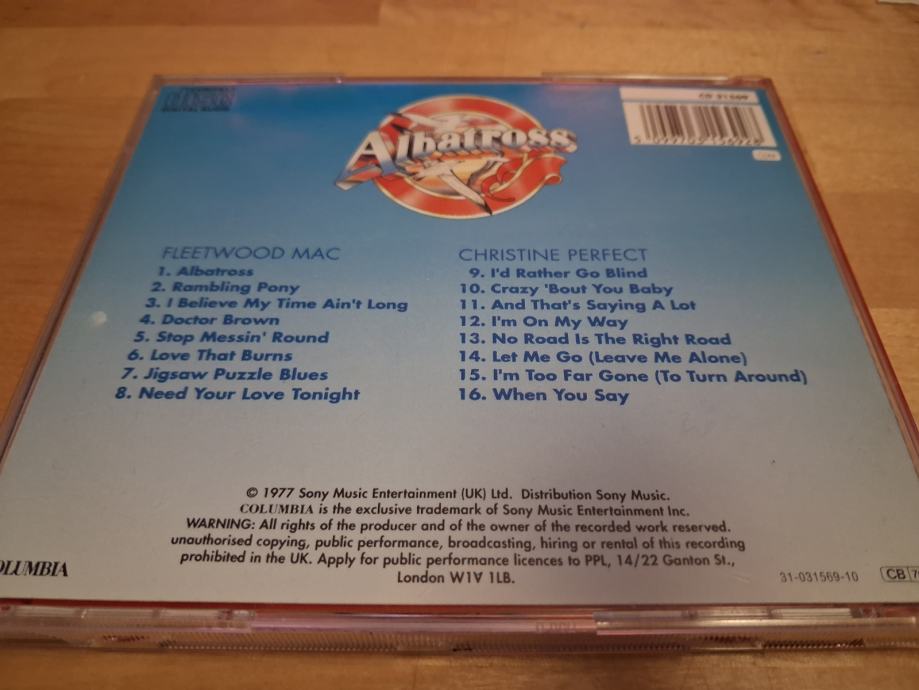 Albatross
FLEETWOOD MAC
1. Albatross
2. Rambling Pony
3. I Believe My Time Ain't Long
4. Doctor Brown
5. Stop Messin' Round
6. Love That Burns
7. Jigsaw Puzzle Blues
8. Need Your Love Tonight
CHRISTINE PERFECT
9. I'd Rather Go Blind
10. Crazy 'Bout You Baby
11. And That's Saying A Lot
12. I'm On My Way
13. No Road Is The Right Road
14. Let Me Go (Leave Me Alone)
15. I'm Too Far Gone (To Turn Around)
16. When You Say
© 1977 Sony Music Entertainment (UK) Ltd. Distribution Sony Music.
COLUMBIA is the exclusive trademark of Sony Music Entertainment Inc.
WARNING: All rights of the producer and of the owner of the recorded work reserved.
unauthorised copying, public performance, broadcasting, hiring or rental of this recording
prohibited in the UK. Apply for public performance licences to PPL, 14/22 Ganton St.,
London W1V 1LB.
OLUMBIA
31-031569-10
CB 7